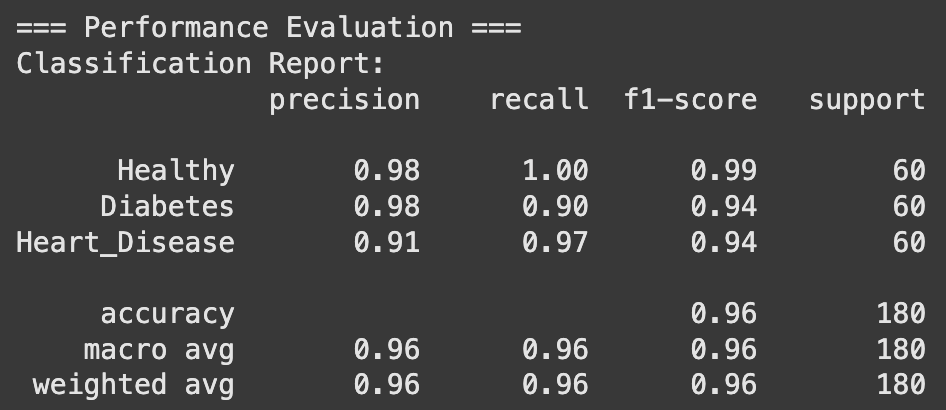 === Performance Evaluation ===
Classification Report:
precision recall f1-score support
Healthy 0.98 1.00 0.99 60
Diabetes 0.98 0.90 0.94 60
Heart_Disease 0.91 0.97 0.94 60
accuracy 0.96 180
macro avg 0.96 0.96 0.96 180
weighted avg 0.96 0.96 0.96 180